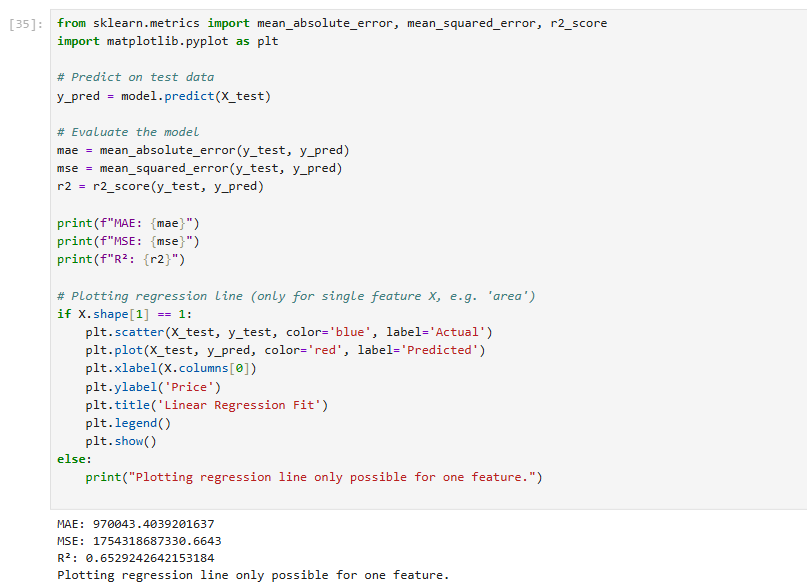 [35]:
from sklearn.metrics import mean_absolute_error, mean_squared_error, r2_score
import matplotlib.pyplot as plt

# Predict on test data
y_pred = model.predict(X_test)

# Evaluate the model
mae = mean_absolute_error(y_test, y_pred)
mse = mean_squared_error(y_test, y_pred)
r2 = r2_score(y_test, y_pred)

print(f"MAE: {mae}")
print(f"MSE: {mse}")
print(f"R²: {r2}")

# Plotting regression line (only for single feature X, e.g. 'area')
if X.shape[1] == 1:
    plt.scatter(X_test, y_test, color='blue', label='Actual')
    plt.plot(X_test, y_pred, color='red', label='Predicted')
    plt.xlabel(X.columns[0])
    plt.ylabel('Price')
    plt.title('Linear Regression Fit')
    plt.legend()
    plt.show()
else:
    print("Plotting regression line only possible for one feature.")

MAE: 970043.4039201637
MSE: 1754318687330.6643
R²: 0.6529242642153184
Plotting regression line only possible for one feature.